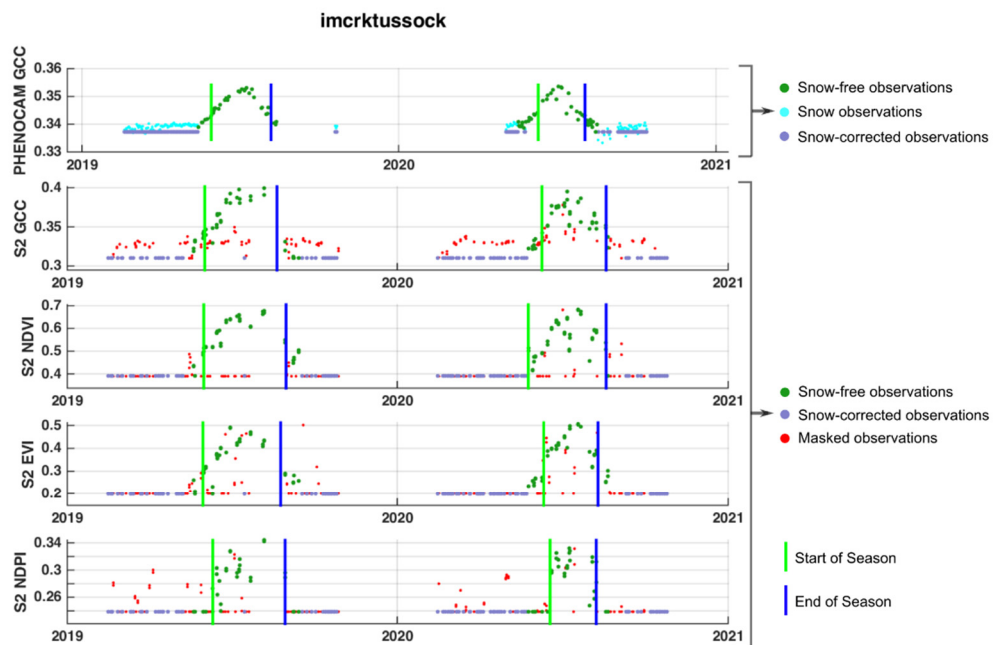 imcrktussock
PHENOCAM GCC
0.36
0.35
0.34
0.33
2019
2020
2021
Snow-free observations
Snow observations
Snow-corrected observations
S2 GCC
0.4
0.35
0.3
2019
2020
2021
S2 NDVI
0.7
0.6
0.5
0.4
2019
2020
2021
Snow-free observations
Snow-corrected observations
Masked observations
S2 EVI
0.5
0.4
0.3
0.2
2019
2020
2021
S2 NDPI
0.34
0.3
0.26
2019
2020
2021
Start of Season
End of Season